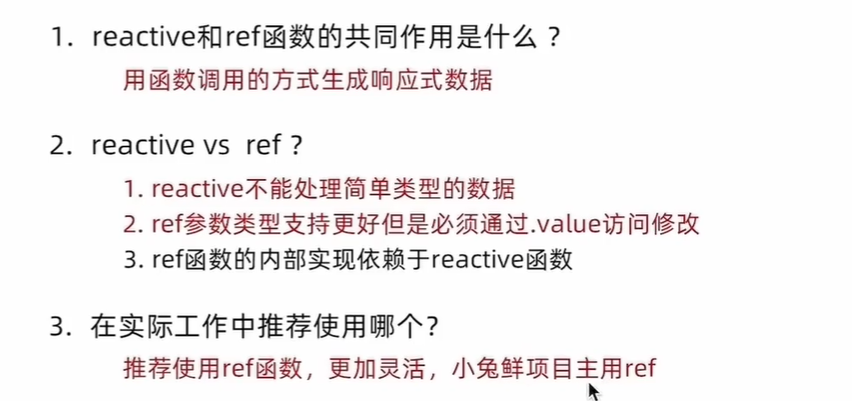 1. reactive和ref函数的共同作用是什么 ?
用函数调用的方式生成响应式数据
2. reactive vs ref ?
1. reactive不能处理简单类型的数据
2. ref参数类型支持更好但是必须通过.value访问修改
3. ref函数的内部实现依赖于reactive函数
3. 在实际工作中推荐使用哪个?
推荐使用ref函数，更加灵活，小兔鲜项目主用ref